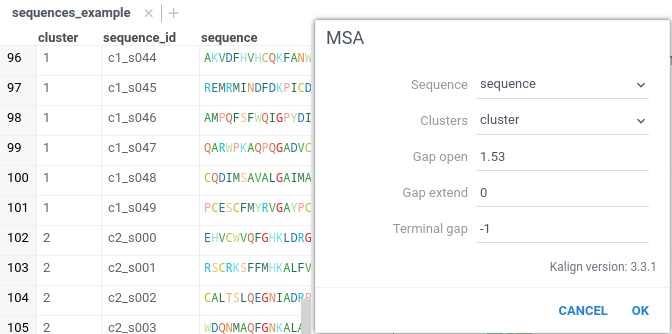 sequences_example × +
cluster sequence_id sequence
96 1 c1_s044 AKVDFHVHCQKFANW
97 1 c1_s045 REMRMINDFDKPICD
98 1 c1_s046 AMPQFSFWQIGPYDI
99 1 c1_s047 QARWPKAQPQGADVC
100 1 c1_s048 CQDIMSAVALGAIMA
101 1 c1_s049 PCESCFMYRVGAYPC
102 2 c2_s000 EHVCWVQFGHKLDRG
103 2 c2_s001 RSCRKSFFMHKALFV
104 2 c2_s002 CALTSLQEGNIADR
105 2 c2_s003 WDQNMAQFGNKALA
MSA
Sequence sequence
Clusters cluster
Gap open 1.53
Gap extend 0
Terminal gap -1
Kalign version: 3.3.1
CANCEL OK